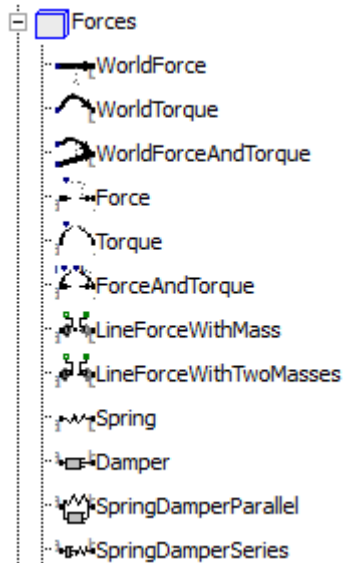 Forces
WorldForce
WorldTorque
WorldForceAndTorque
Force
Torque
ForceAndTorque
LineForceWithMass
LineForceWithTwoMasses
Spring
Damper
SpringDamperParallel
SpringDamperSeries